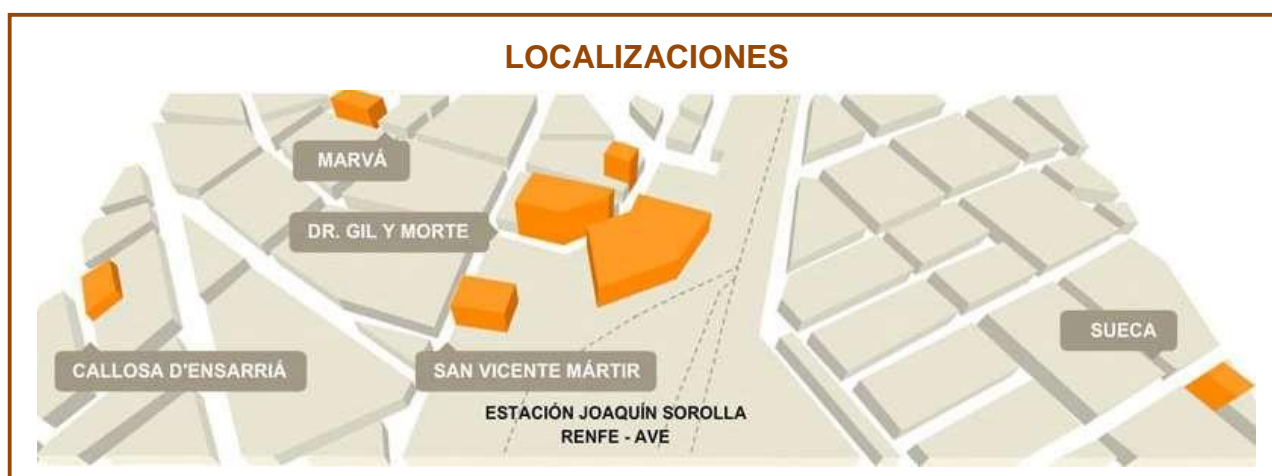 LOCALIZACIONES
MARVÁ
DR. GIL Y MORTE
CALLOSA D'ENSARRIÁ
SAN VICENTE MÁRTIR
SUECA
ESTACIÓN JOAQUÍN SOROLLA
RENFE - AVE